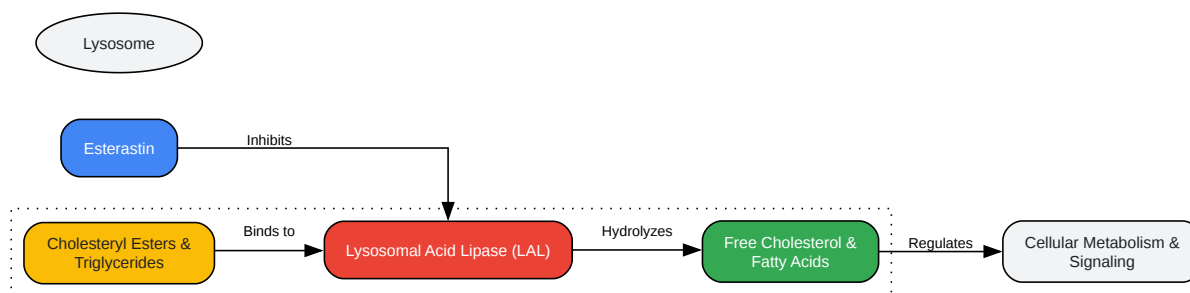 Lysosome
Esterastin
Inhibits
Cholesteryl Esters &
Triglycerides
Binds to
Lysosomal Acid Lipase (LAL)
Hydrolyzes
Free Cholesterol &
Fatty Acids
Regulates
Cellular Metabolism &
Signaling